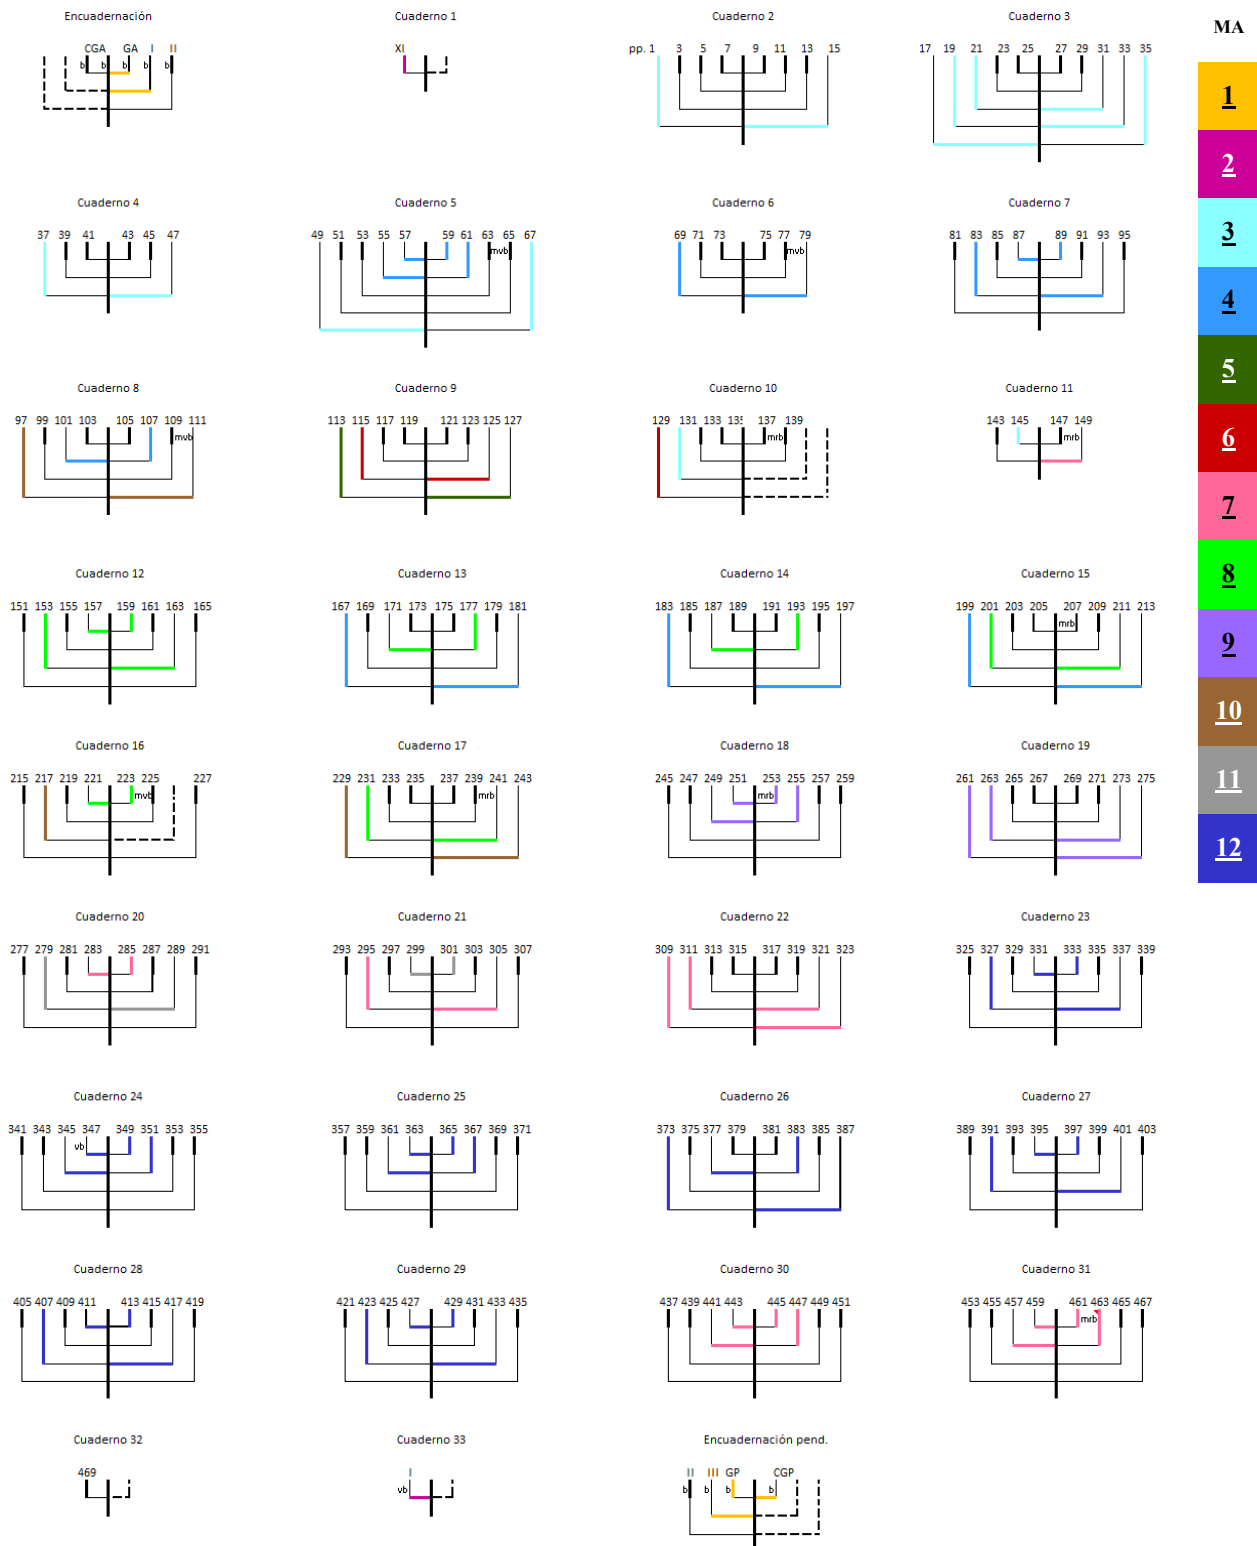 Encuadernación Cuaderno 1 Cuaderno 2 Cuaderno 3 MA
CGA GA I II XI pp. 1 3 5 7 9 11 13 15 17 19 21 23 25 27 29 31 33 35
b b b b b
1
2
Cuaderno 4 Cuaderno 5 Cuaderno 6 Cuaderno 7
3
37 39 41 43 45 47 49 51 53 55 57 59 61 63 65 67 69 71 73 75 77 79 81 83 85 87 89 91 93 95
mvb mvb
4
5
Cuaderno 8 Cuaderno 9 Cuaderno 10 Cuaderno 11
97 99 101 103 105 107 109 111 113 115 117 119 121 123 125 127 129 131 133 135 137 139 143 145 147 149
mvb mrb mrb
6
7
Cuaderno 12 Cuaderno 13 Cuaderno 14 Cuaderno 15
8
151 153 155 157 159 161 163 165 167 169 171 173 175 177 179 181 183 185 187 189 191 193 195 197 199 201 203 205 207 209 211 213
mrb
9
10
Cuaderno 16 Cuaderno 17 Cuaderno 18 Cuaderno 19
11
215 217 219 221 223 225 227 229 231 233 235 237 239 241 243 245 247 249 251 253 255 257 259 261 263 265 267 269 271 273 275
mvb mrb mrb
12
Cuaderno 20 Cuaderno 21 Cuaderno 22 Cuaderno 23
277 279 281 283 285 287 289 291 293 295 297 299 301 303 305 307 309 311 313 315 317 319 321 323 325 327 329 331 333 335 337 339
Cuaderno 24 Cuaderno 25 Cuaderno 26 Cuaderno 27
341 343 345 347 349 351 353 355 357 359 361 363 365 367 369 371 373 375 377 379 381 383 385 387 389 391 393 395 397 399 401 403
vb
Cuaderno 28 Cuaderno 29 Cuaderno 30 Cuaderno 31
405 407 409 411 413 415 417 419 421 423 425 427 429 431 433 435 437 439 441 443 445 447 449 451 453 455 457 459 461 463 465 467
mrb
Cuaderno 32 Cuaderno 33 Encuadernación pend.
469 I II III GP CGP
vb b b b b